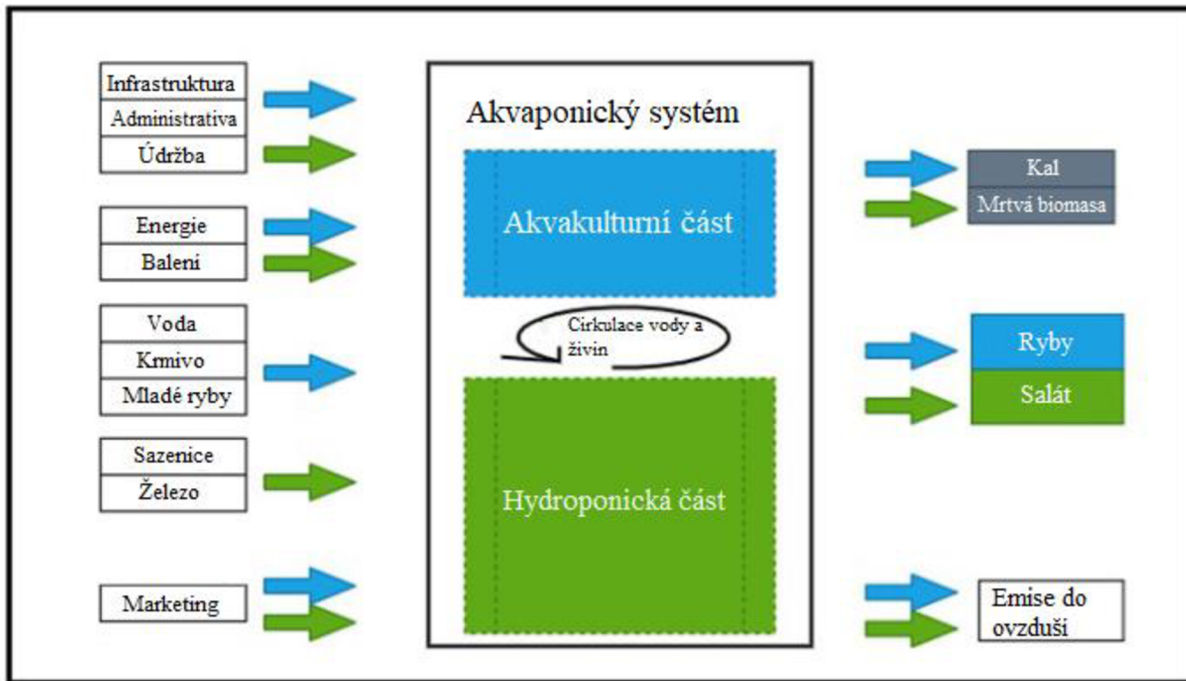 Infrastruktura
Administrativa
Údržba
Energie
Balení
Voda
Krmivo
Mladé ryby
Sazenice
Železo
Marketing
Akvaponický systém
Akvakulturní část
Cirkulace vody a
živin
Hydroponická část
Kal
Mrtvá biomasa
Ryby
Salát
Emise do
ovzduší